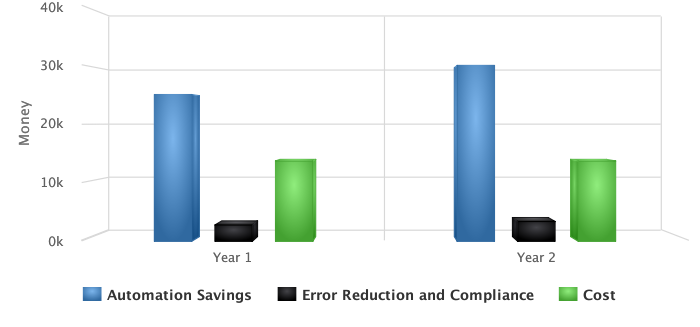 40k
30k
20k
10k
0k
Money
Year 1
Year 2
Automation Savings
Error Reduction and Compliance
Cost